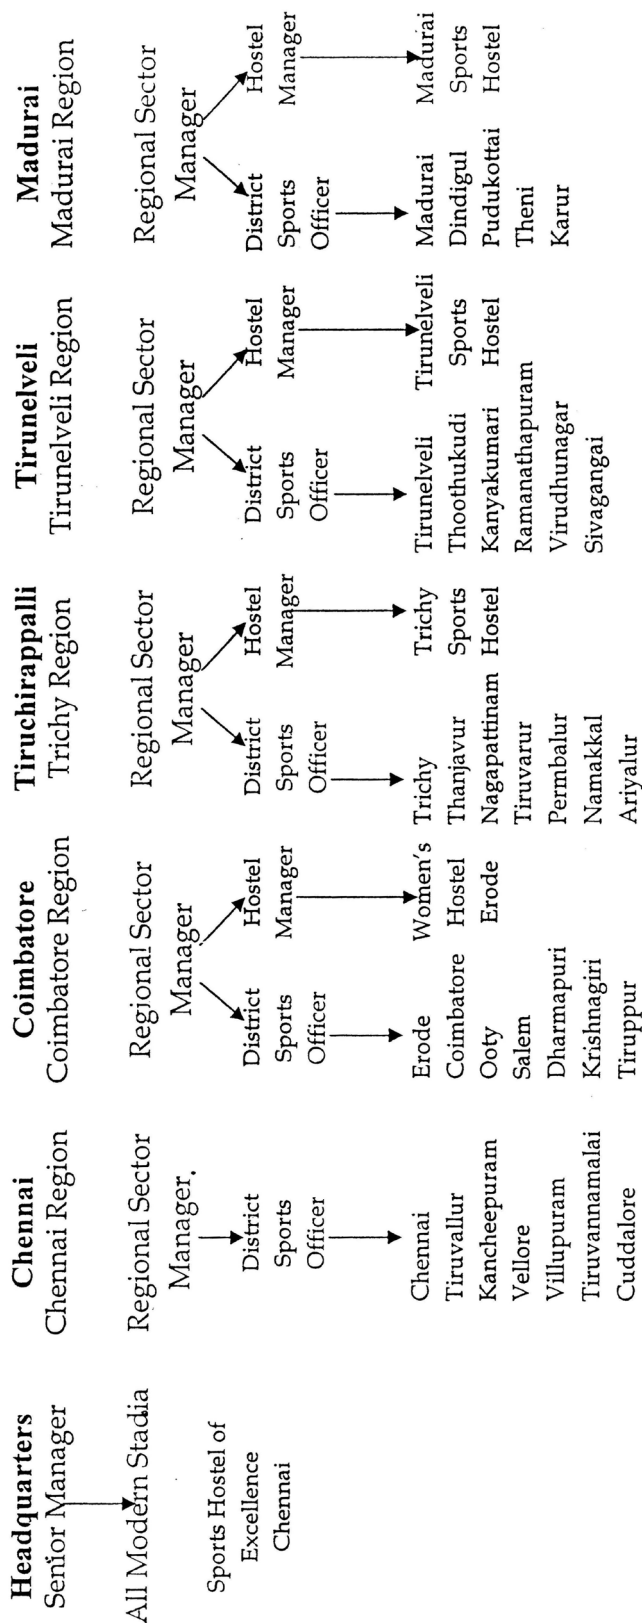 Headquarters
Senior Manager
All Modern Stadia
Sports Hostel of
Excellence
Chennai
Chennai
Chennai Region
Regional Sector
Manager.
District
Sports
Officer
Chennai
Tiruvallur
Kancheepuram
Vellore
Villupuram
Tiruvannamalai
Cuddalore
Coimbatore
Coimbatore Region
Regional Sector
Manager
District
Sports
Officer
Erode
Coimbatore
Ooty
Salem
Dharmapuri
Krishnagiri
Tiruppur
Hostel
Manager
Women's
Hostel
Erode
Tiruchirappalli
Trichy Region
Regional Sector
Manager
District
Sports
Officer
Trichy
Thanjavur
Nagapattinam
Tiruvarur
Permbalur
Namakkal
Ariyalur
Hostel
Manager
Trichy
Sports
Hostel
Tirunelveli
Tirunelveli Region
Regional Sector
Manager
District
Sports
Officer
Tirunelveli
Thoothukudi
Kanyakumari
Ramanathapuram
Virudhunagar
Sivagangai
Hostel
Manager
Tirunelveli
Sports
Hostel
Madurai
Madurai Region
Regional Sector
Manager
District
Sports
Officer
Madurai
Dindigul
Pudukottai
Theni
Karur
Hostel
Manager
Madurai
Sports
Hostel